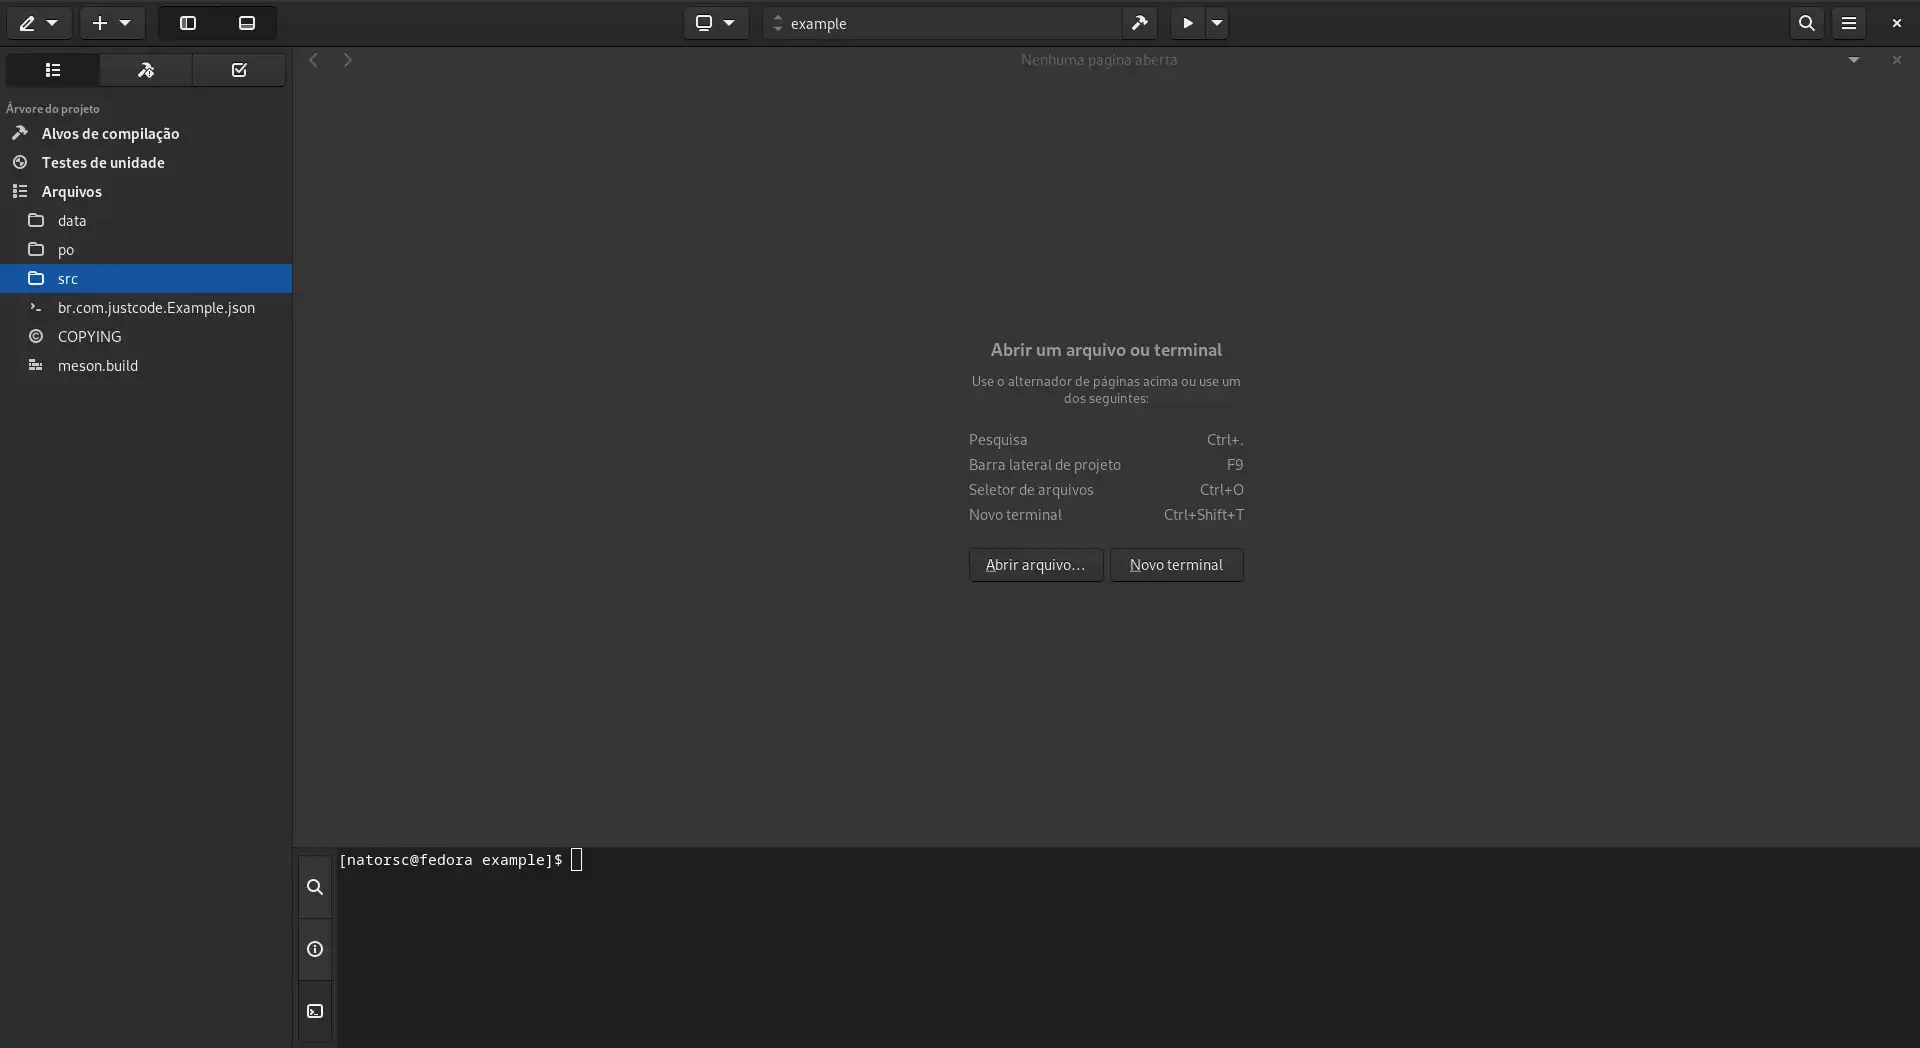 example
Nenhuma pagina aberta
Árvore do projeto
Alvos de compilação
Testes de unidade
Arquivos
data
po
src
br.com.justcode.Example.json
COPYING
meson.build
Abrir um arquivo ou terminal
Use o alternador de páginas acima ou use um
dos seguintes:
Pesquisa Ctrl+.
Barra lateral de projeto F9
Seletor de arquivos Ctrl+O
Novo terminal Ctrl+Shift+T
Abrir arquivo… Novo terminal
[natorsc@fedora example]$